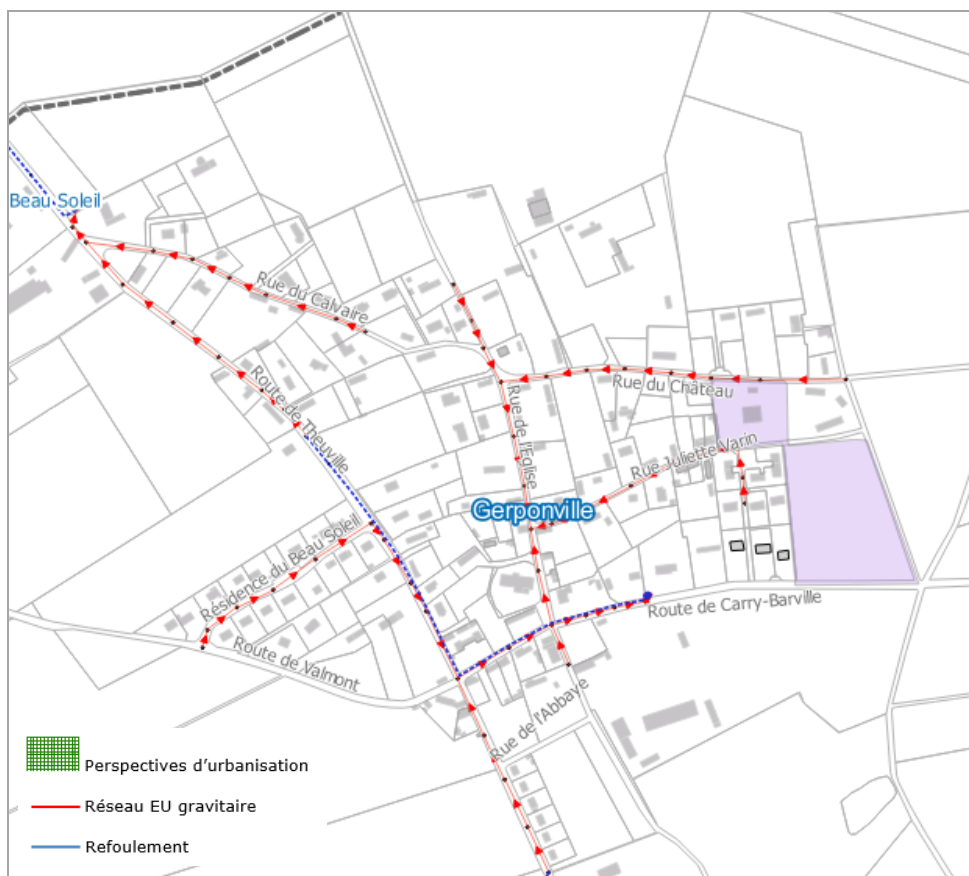 Beau Soleil
Rue du Calvaire
Route de Theuville
Rue de l'Eglise
Rue du Château
Rue Juliette Varin
Gerponville
Résidence du Beau Soleil
Route de Carry-Barville
Route de Valmont
Rue de l'Abbaye
Perspectives d'urbanisation
Réseau EU gravitaire
Refoulement